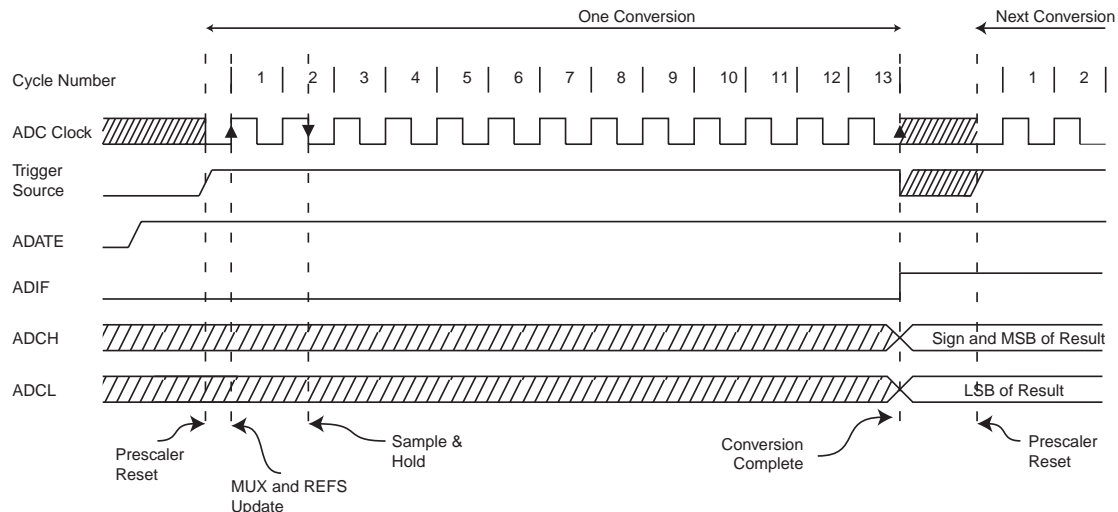 One Conversion
Next Conversion
Cycle Number
1 2 3 4 5 6 7 8 9 10 11 12 13 1 2
ADC Clock
Trigger
Source
ADATE
ADIF
ADCH
Sign and MSB of Result
ADCL
LSB of Result
Prescaler
Reset
MUX and REFS
Update
Sample &
Hold
Conversion
Complete
Prescaler
Reset